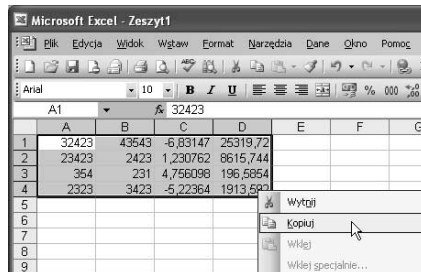 Microsoft Excel - Zeszyt1
Plik Edycja Widok Wstaw Format Narzędzia Dane Okno Pomoc
Arial 10 B I U % 000
A1 fx 32423
A B C D E F G
1 32423 43543 -6,83147 25319,72
2 23423 2423 1,230762 8615,744
3 354 231 4,756098 196,5854
4 2323 3423 -5,22364 1913,592
5 Wytnij
6 Kopiuj
7
8 Wklej
9 Wklej specjalnie...